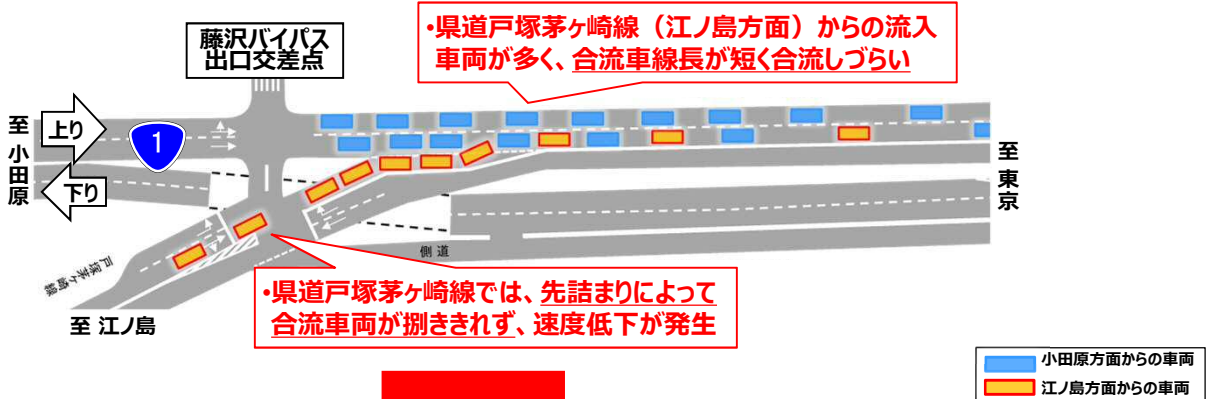 藤沢バイパス
出口交差点
・県道戸塚茅ヶ崎線（江ノ島方面）からの流入
車両が多く、合流車線長が短く合流しづらい
至小田原
上り
1
下り
至東京
側道
戸塚茅ヶ崎線
至 江ノ島
・県道戸塚茅ヶ崎線では、先詰まりによって
合流車両が捌ききれず、速度低下が発生
小田原方面からの車両
江ノ島方面からの車両